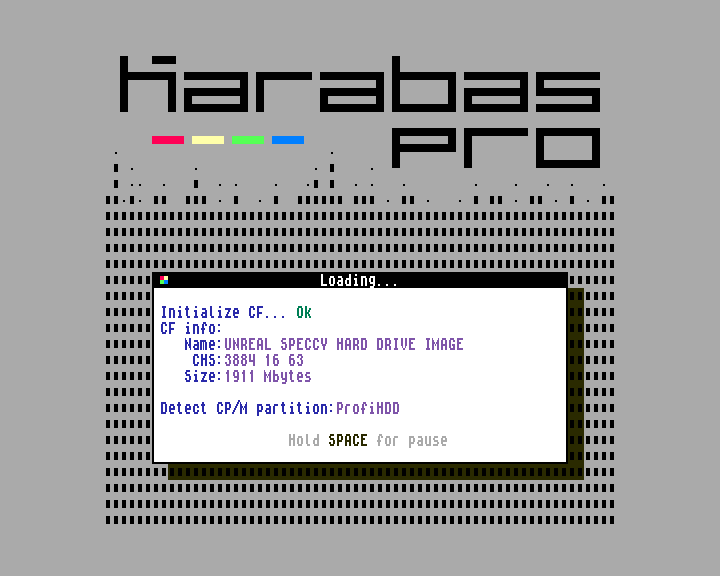 Karabas
pro
Loading...
Initialize CF... Ok
CF info:
Name:UNREAL SPECCY HARD DRIVE IMAGE
CHS:3884 16 63
Size:1911 Mbytes
Detect CP/M partition:ProfiHDD
Hold SPACE for pause